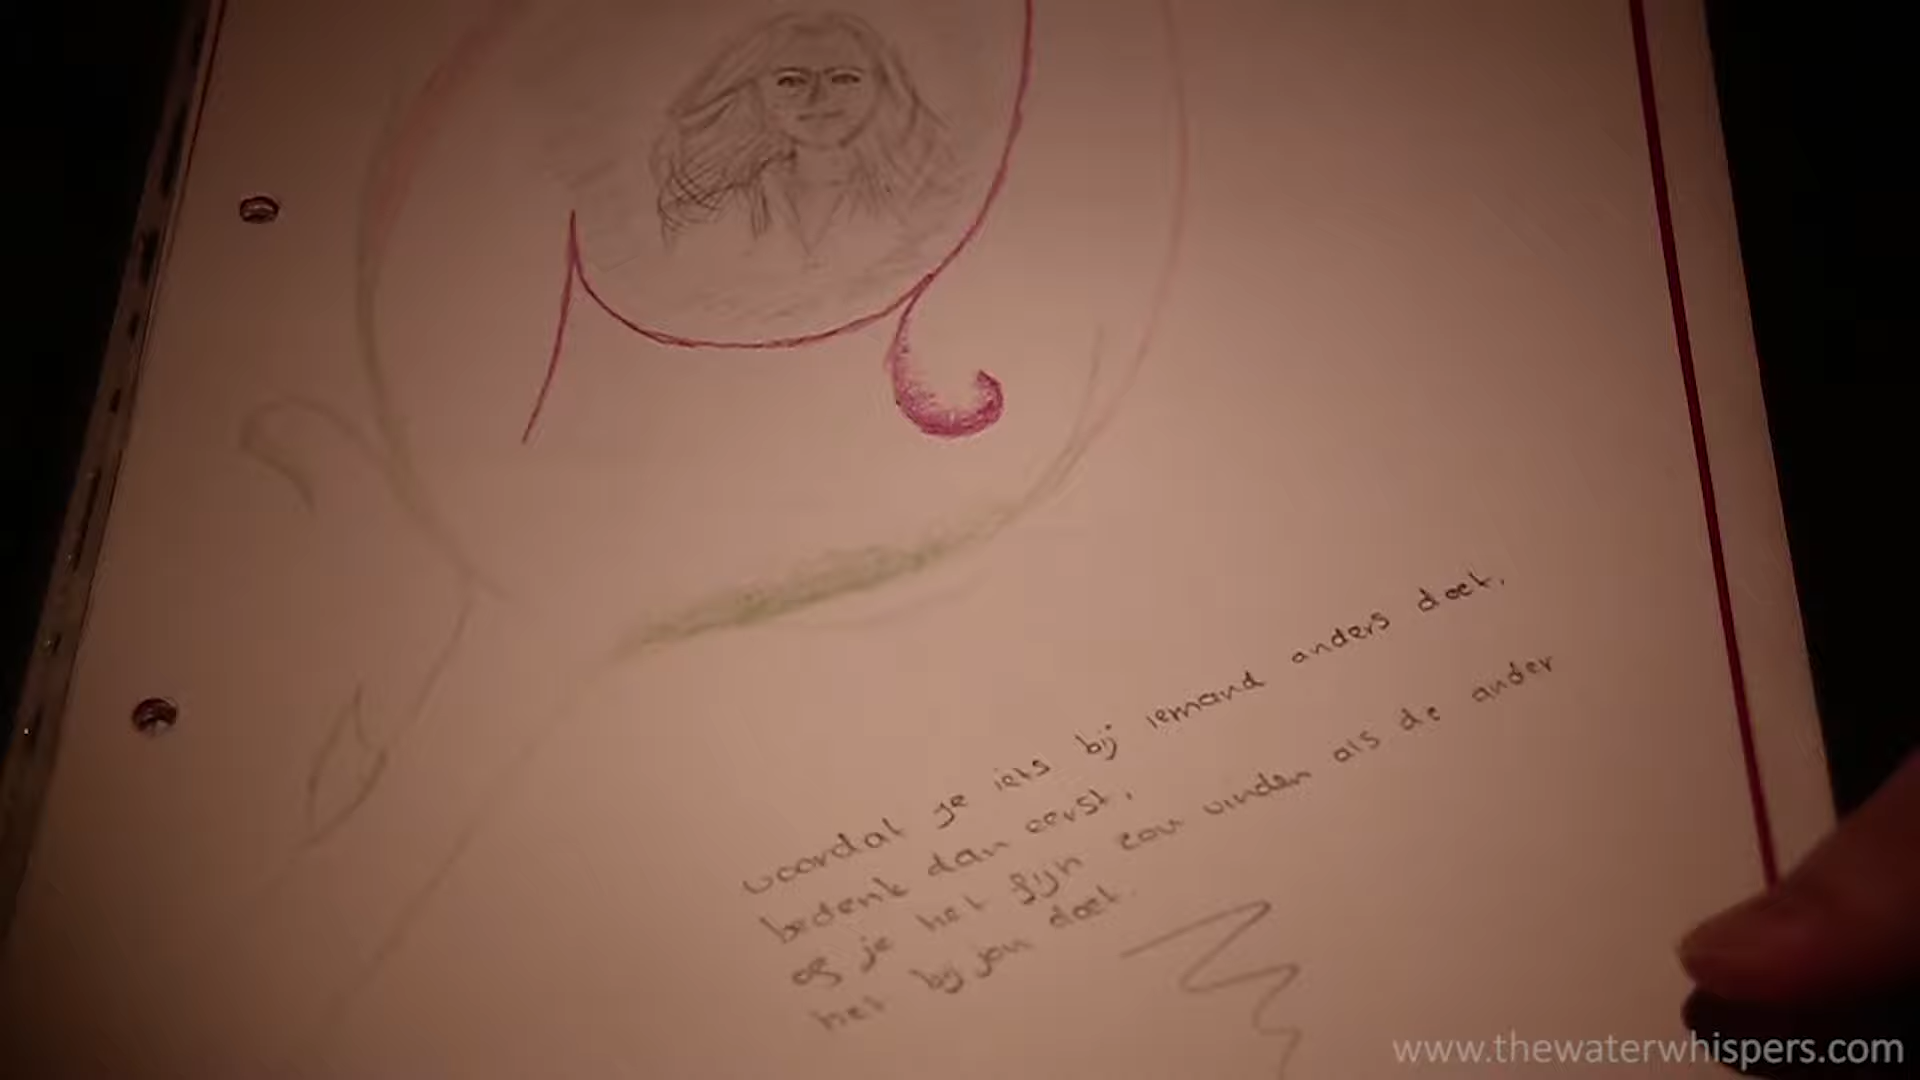 voordat je iets bij iemand anders doet,
bedenk dan eerst,
of je het fijn zou vinden als de ander
het bij jou doet.
www.thewaterwhispers.com